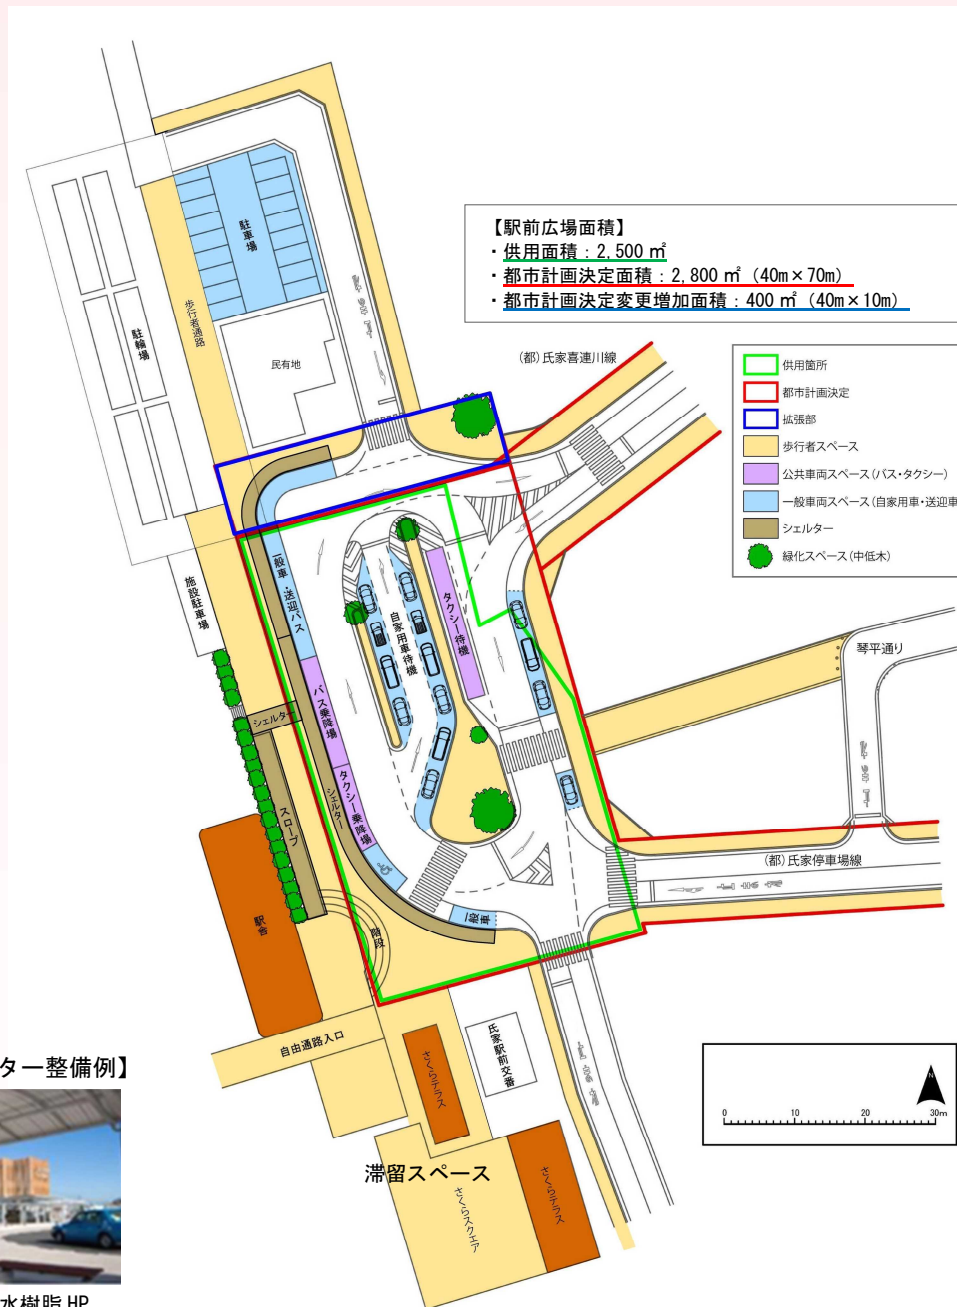 【駅前広場面積】
・供用面積：2,500 ㎡
・都市計画決定面積：2,800 ㎡（40m×70m）
・都市計画決定変更増加面積：400 ㎡（40m×10m）
供用箇所
都市計画決定
拡張部
歩行者スペース
公共車両スペース（バス・タクシー）
一般車両スペース（自家用車・送迎車
シェルター
緑化スペース（中低木）
(都)氏家喜連川線
駐車場
歩行者通路
駐輪場
民有地
施設駐車場
一般車・送迎バス
自家用車待機
タクシー待機
バス乗降場
タクシー乗降場
シェルター
シェルター
スロープ
琴平通り
(都)氏家停車場線
一般車
階段
駅舎
自由通路入口
さくらテラス
氏家駅前交番
滞留スペース
さくらスクエア
さくらテラス
N
0 10 20 30m
ター整備例】
水樹脂 HP